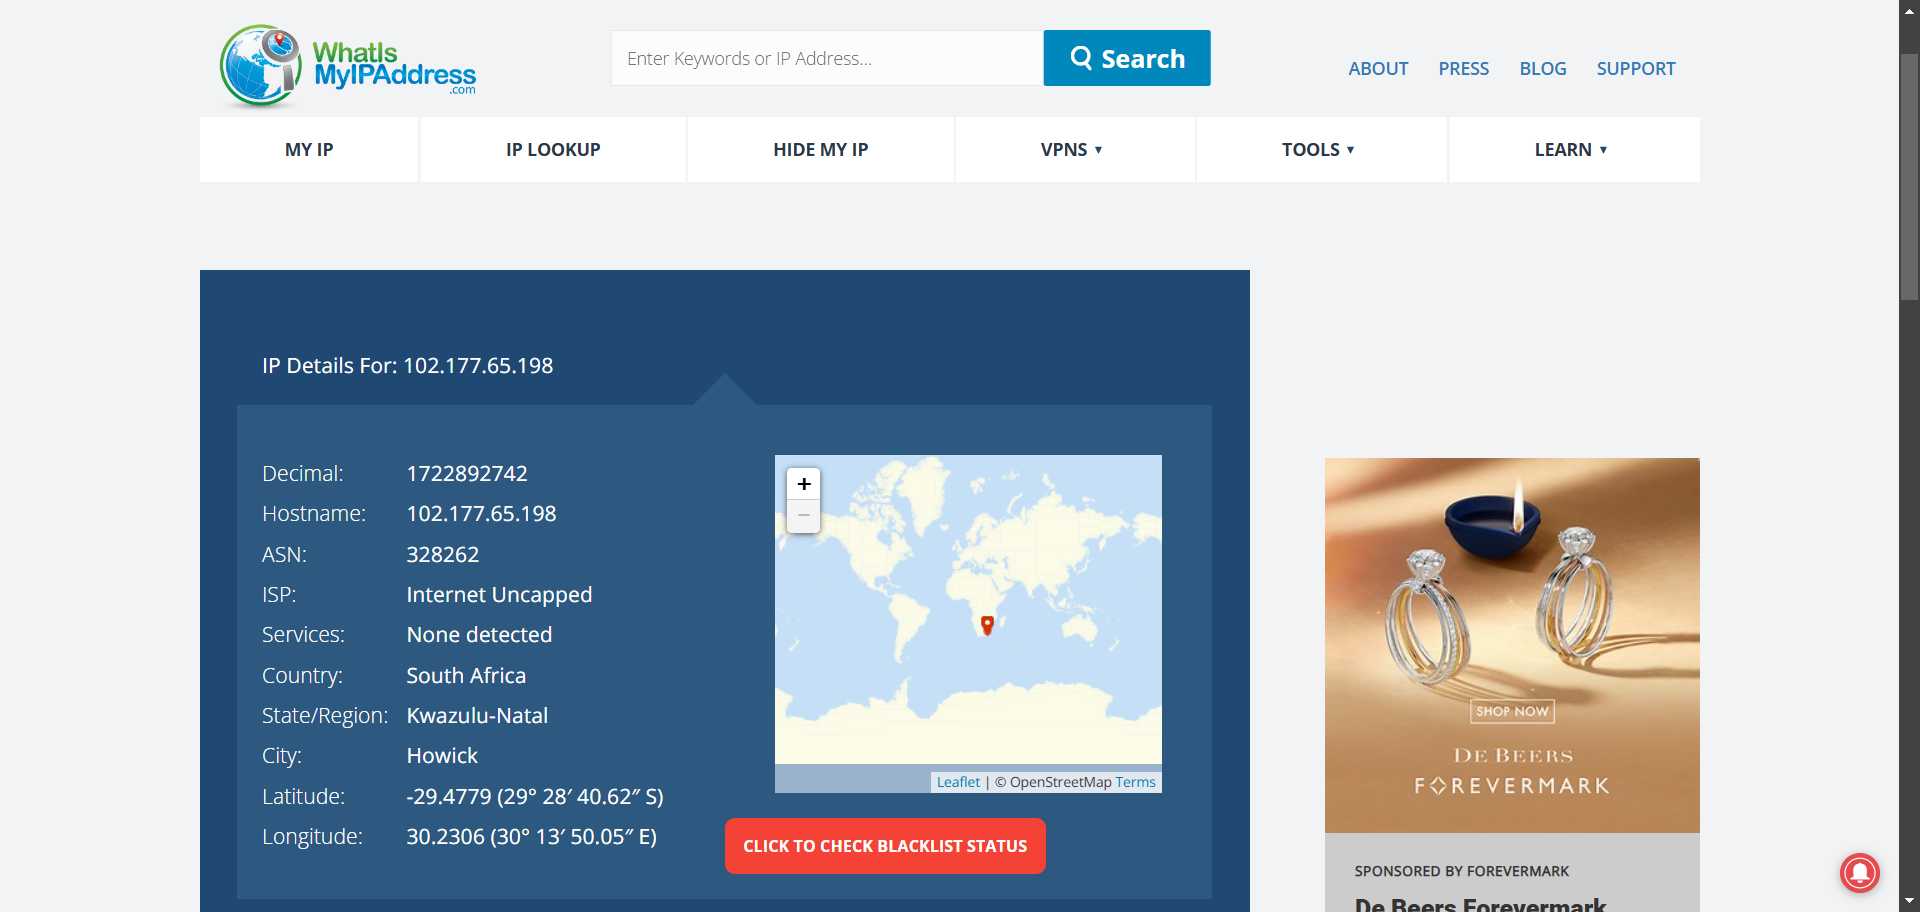 WhatIs
MyIPAddress
.com
Enter Keywords or IP Address...
Search
ABOUT PRESS BLOG SUPPORT
MY IP IP LOOKUP HIDE MY IP VPNS ▾ TOOLS ▾ LEARN ▾
IP Details For: 102.177.65.198
Decimal: 1722892742
Hostname: 102.177.65.198
ASN: 328262
ISP: Internet Uncapped
Services: None detected
Country: South Africa
State/Region: Kwazulu-Natal
City: Howick
Latitude: -29.4779 (29° 28′ 40.62″ S)
Longitude: 30.2306 (30° 13′ 50.05″ E)
+
−
Leaflet | © OpenStreetMap Terms
CLICK TO CHECK BLACKLIST STATUS
SHOP NOW
DE BEERS
FOREVERMARK
SPONSORED BY FOREVERMARK
De Beers Forevermark